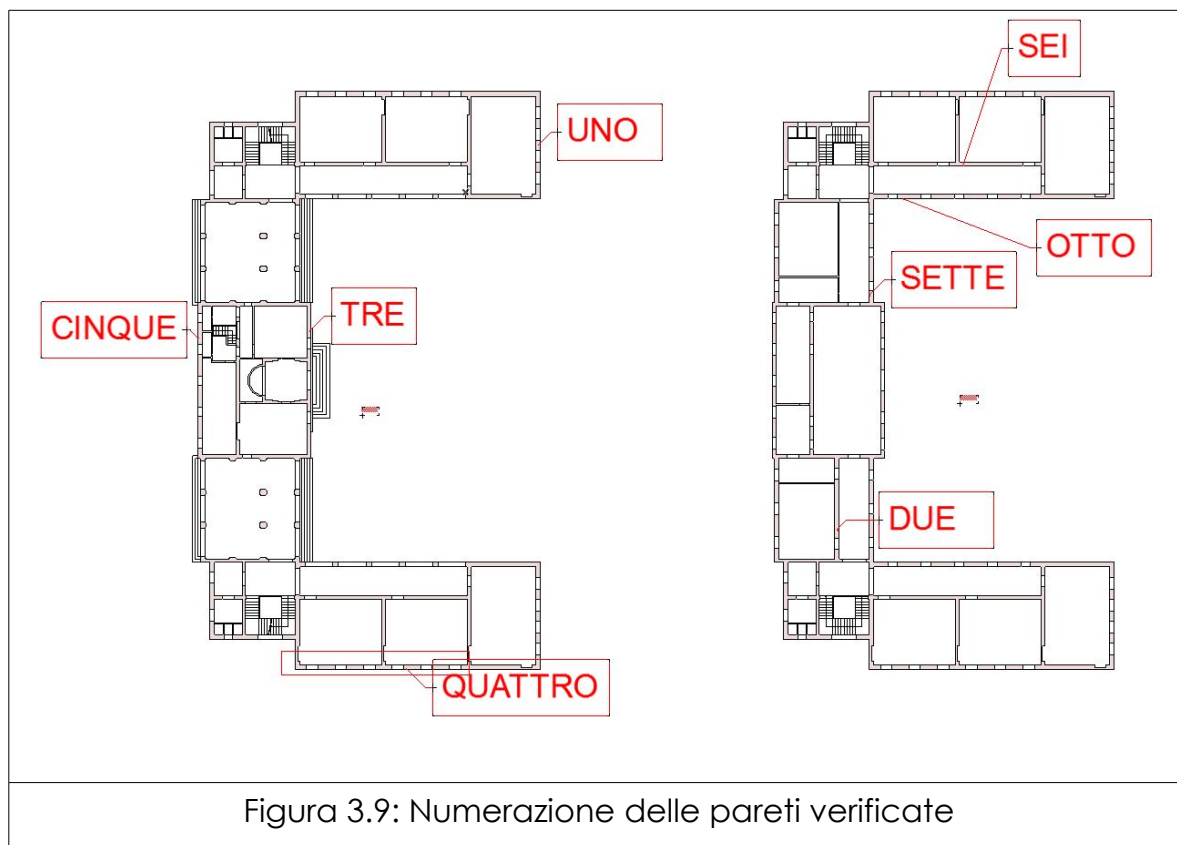 SEI
UNO
OTTO
SETTE
TRE
CINQUE
DUE
QUATTRO
Figura 3.9: Numerazione delle pareti verificate